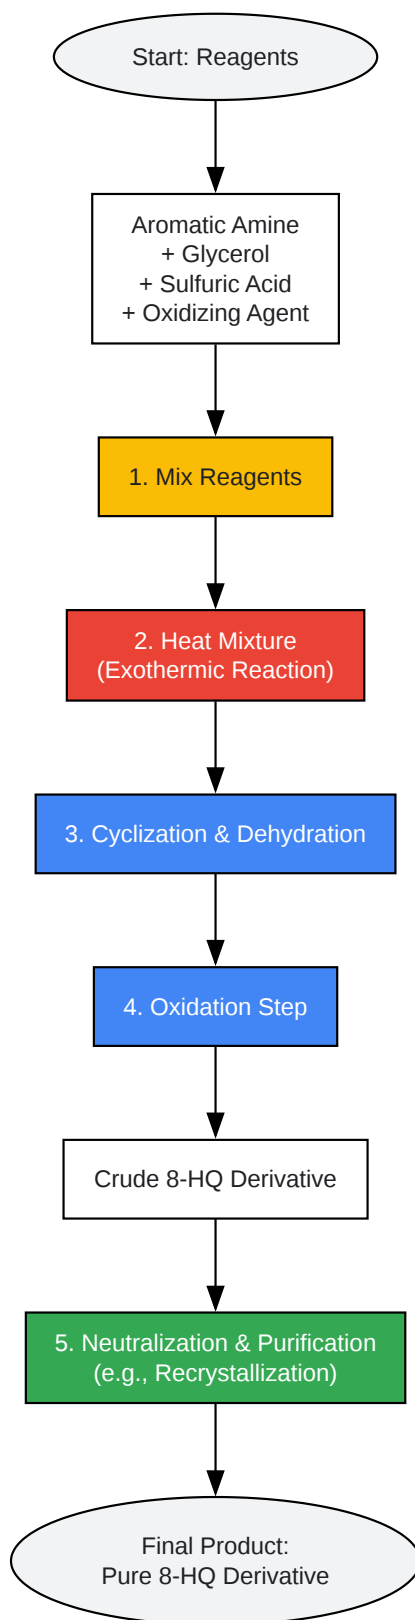 Start: Reagents
Aromatic Amine
+ Glycerol
+ Sulfuric Acid
+ Oxidizing Agent
1. Mix Reagents
2. Heat Mixture
(Exothermic Reaction)
3. Cyclization & Dehydration
4. Oxidation Step
Crude 8-HQ Derivative
5. Neutralization & Purification
(e.g., Recrystallization)
Final Product:
Pure 8-HQ Derivative